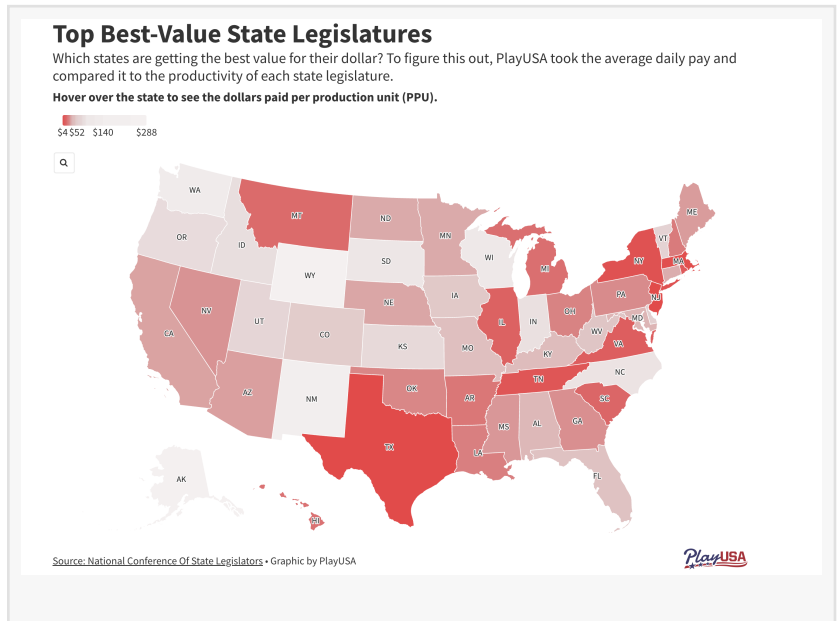 Top Best-Value State Legislatures
Which states are getting the best value for their dollar? To figure this out, PlayUSA took the average daily pay and
compared it to the productivity of each state legislature.
Hover over the state to see the dollars paid per production unit (PPU).
$4 $52 $140 $288
WA
MT
ND
ME
OR
MN
VT
ID
SD
WI
NY
MA
MI
WY
NV
NE
IA
PA
NJ
OH
UT
IL
IN
MD
CA
CO
WV
VA
KS
MO
KY
NC
TN
AZ
OK
NM
AR
SC
MS
AL
GA
TX
LA
AK
FL
HI
Source: National Conference Of State Legislators • Graphic by PlayUSA
PlayUSA